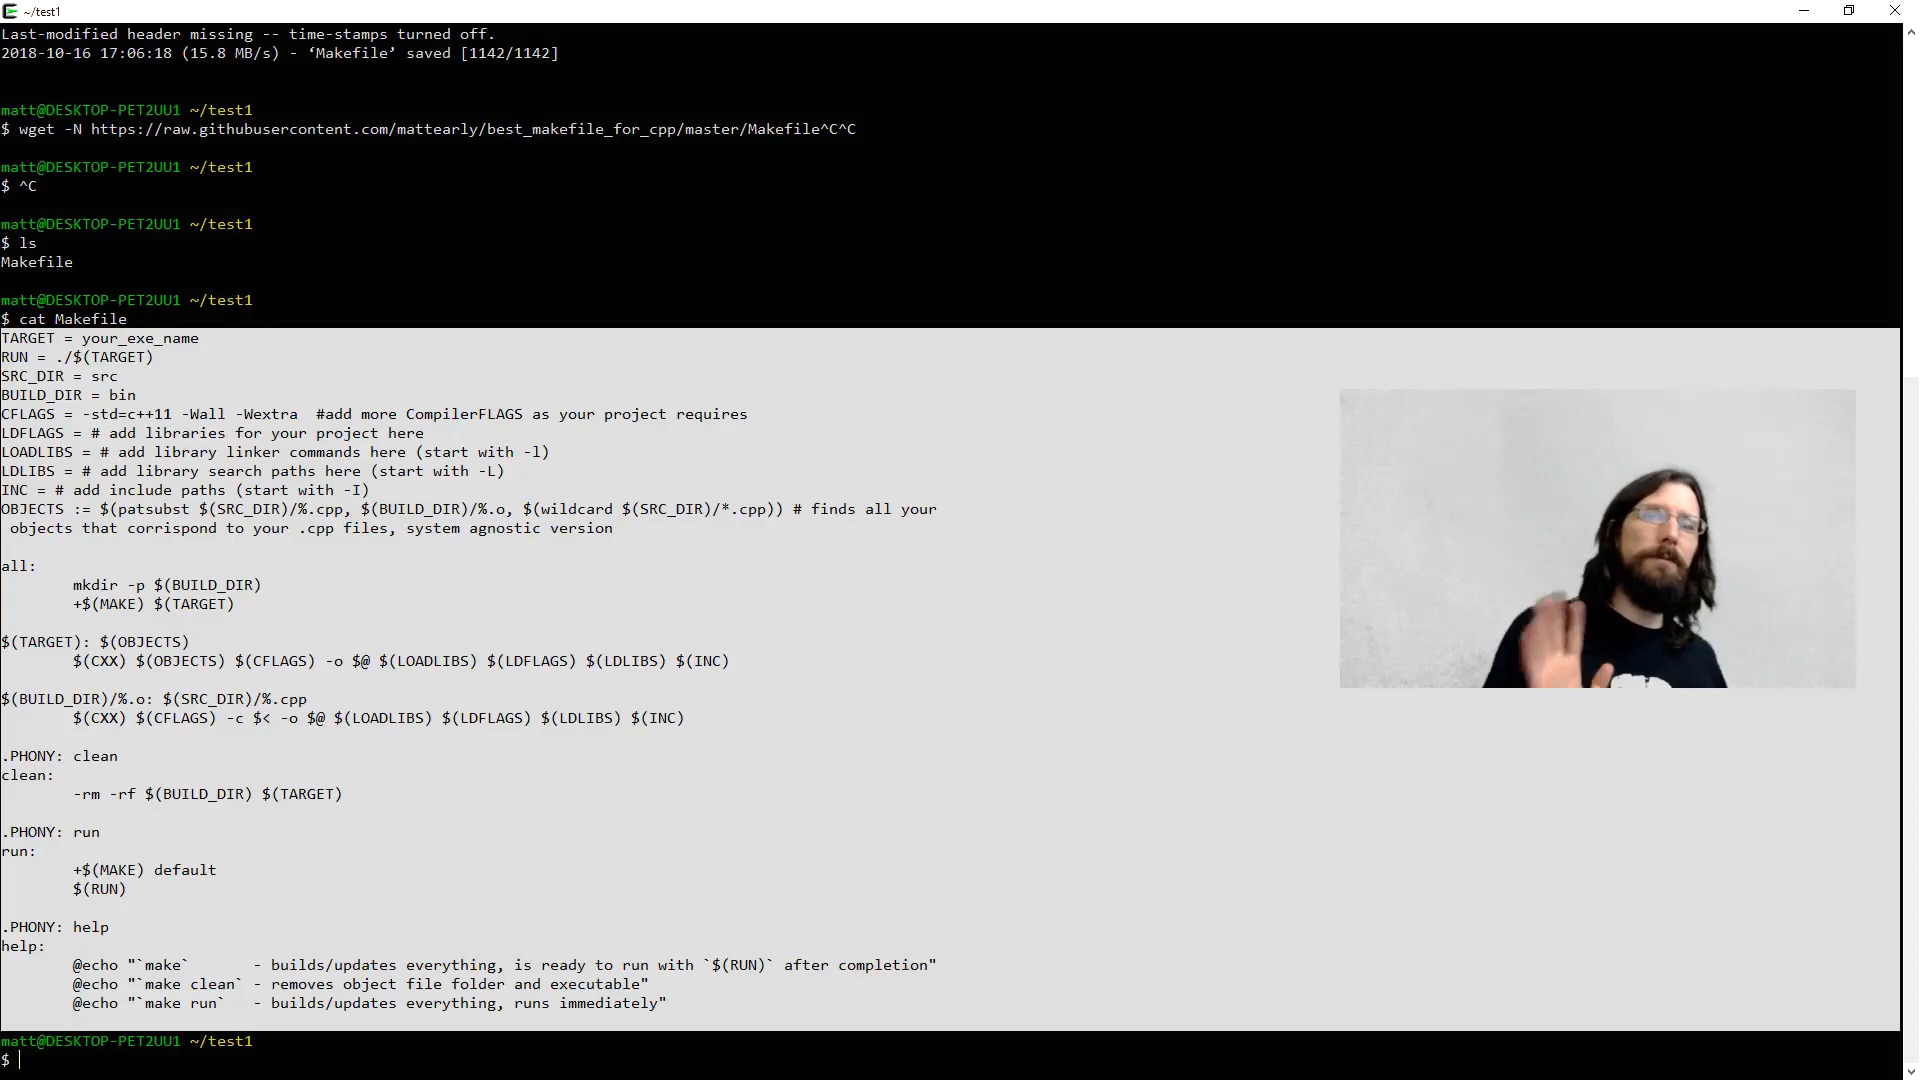 ~/test1
Last-modified header missing -- time-stamps turned off.
2018-10-16 17:06:18 (15.8 MB/s) - ‘Makefile’ saved [1142/1142]
matt@DESKTOP-PET2UU1 ~/test1
$ wget -N https://raw.githubusercontent.com/mattearly/best_makefile_for_cpp/master/Makefile^C^C
matt@DESKTOP-PET2UU1 ~/test1
$ ^C
matt@DESKTOP-PET2UU1 ~/test1
$ ls
Makefile
matt@DESKTOP-PET2UU1 ~/test1
$ cat Makefile
TARGET = your_exe_name
RUN = ./$(TARGET)
SRC_DIR = src
BUILD_DIR = bin
CFLAGS = -std=c++11 -Wall -Wextra  #add more CompilerFLAGS as your project requires
LDFLAGS = # add libraries for your project here
LOADLIBS = # add library linker commands here (start with -l)
LDLIBS = # add library search paths here (start with -L)
INC = # add include paths (start with -I)
OBJECTS := $(patsubst $(SRC_DIR)/%.cpp, $(BUILD_DIR)/%.o, $(wildcard $(SRC_DIR)/*.cpp)) # finds all your
 objects that corrispond to your .cpp files, system agnostic version
all:
        mkdir -p $(BUILD_DIR)
        +$(MAKE) $(TARGET)
$(TARGET): $(OBJECTS)
        $(CXX) $(OBJECTS) $(CFLAGS) -o $@ $(LOADLIBS) $(LDFLAGS) $(LDLIBS) $(INC)
$(BUILD_DIR)/%.o: $(SRC_DIR)/%.cpp
        $(CXX) $(CFLAGS) -c $< -o $@ $(LOADLIBS) $(LDFLAGS) $(LDLIBS) $(INC)
.PHONY: clean
clean:
        -rm -rf $(BUILD_DIR) $(TARGET)
.PHONY: run
run:
        +$(MAKE) default
        $(RUN)
.PHONY: help
help:
        @echo "`make`       - builds/updates everything, is ready to run with `$(RUN)` after completion"
        @echo "`make clean` - removes object file folder and executable"
        @echo "`make run`   - builds/updates everything, runs immediately"
matt@DESKTOP-PET2UU1 ~/test1
$